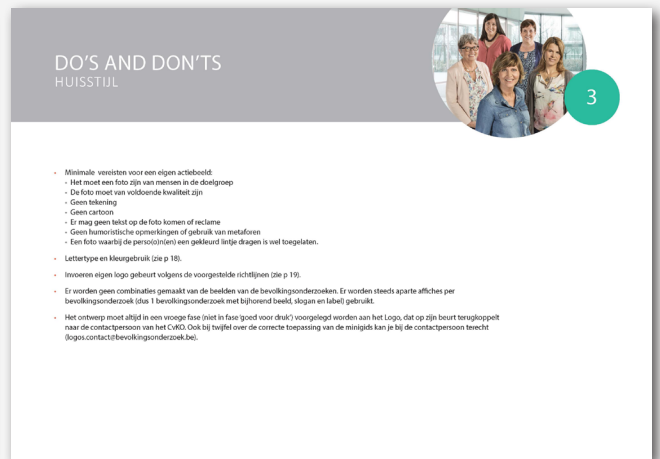 DO'S AND DON'TS
HUISSTIJL
3
• Minimale vereisten voor een eigen actiebeeld:
• Het moet een foto zijn van mensen in de doelgroep
• De foto moet van voldoende kwaliteit zijn
• Geen tekening
• Geen cartoon
• Er mag geen tekst op de foto komen of reclame
• Geen humoristische opmerkingen of gebruik van metaforen
• Een foto waarbij de perso(o)n(en) een gekleurd lintje dragen is wel toegelaten.
• Lettertype en kleurgebruik (zie p 18).
• Invoeren eigen logo gebeurt volgens de voorgestelde richtlijnen (zie p 19).
• Er worden geen combinaties gemaakt van de beelden van de bevolkingsonderzoeken. Er worden steeds aparte affiches per
bevolkingsonderzoek (dus 1 bevolkingsonderzoek met bijhorend beeld, slogan en label) gebruikt.
• Het ontwerp moet altijd in een vroege fase (niet in fase 'goed voor druk') voorgelegd worden aan het Logo, dat op zijn beurt terugkoppelt
naar de contactpersoon van het CvKO. Ook bij twijfel over de correcte toepassing van de minigids kan je bij de contactpersoon terecht
(logos.contact@bevolkingsonderzoek.be).